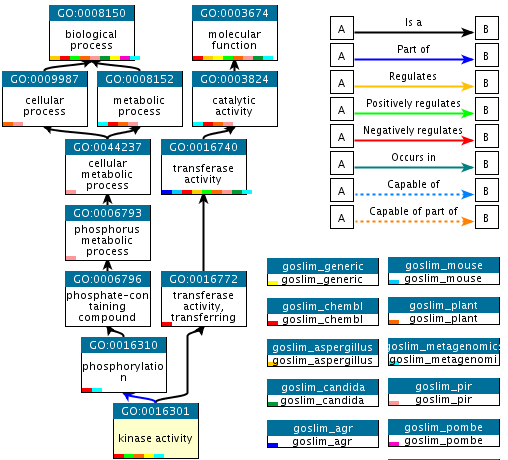 GO:0008150
biological
process
GO:0003674
molecular
function
GO:0009987
cellular
process
GO:0008152
metabolic
process
GO:0003824
catalytic
activity
GO:0044237
cellular
metabolic
process
GO:0016740
transferase
activity
GO:0006793
phosphorus
metabolic
process
GO:0006796
phosphate-con
taining
compound
GO:0016772
transferase
activity,
transferring
GO:0016310
phosphorylatio
n
GO:0016301
kinase activity
A Is a B
A Part of B
A Regulates B
A Positively regulates B
A Negatively regulates B
A Occurs in B
A Capable of B
A Capable of part of B
goslim_generic
goslim_generic
goslim_mouse
goslim_mouse
goslim_chembl
goslim_chembl
goslim_plant
goslim_plant
goslim_aspergillus
goslim_aspergillus
goslim_metagenomics
goslim_metagenomi
goslim_candida
goslim_candida
goslim_pir
goslim_pir
goslim_agr
goslim_agr
goslim_pombe
goslim_pombe